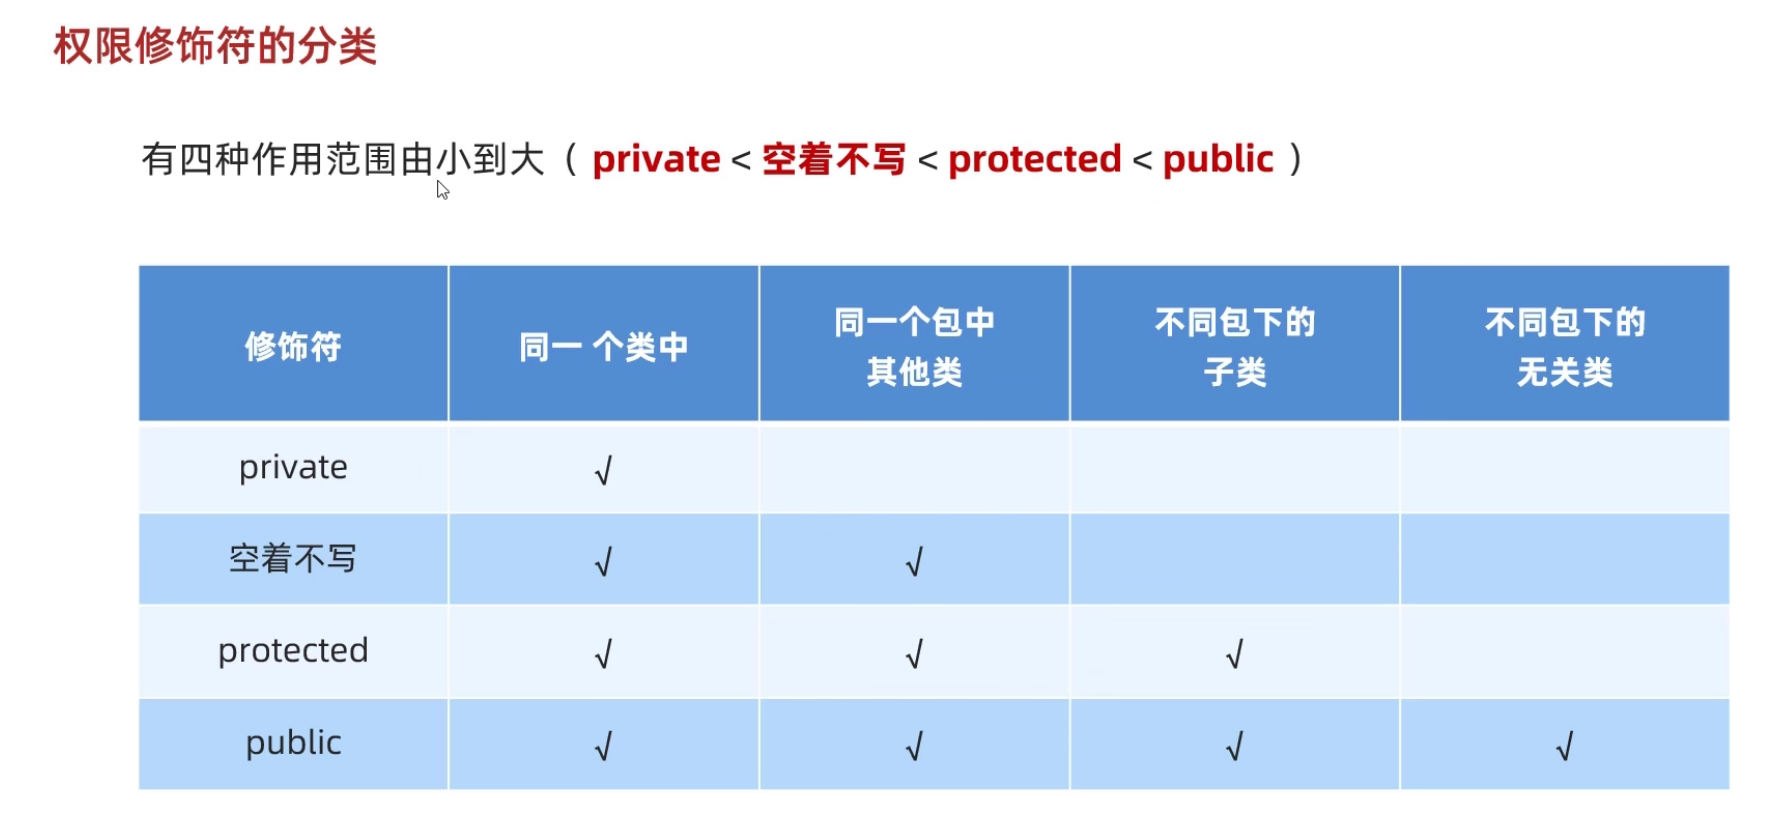 权限修饰符的分类
有四种作用范围由小到大（ private < 空着不写 < protected < public ）
修饰符 同一 个类中 同一个包中其他类 不同包下的子类 不同包下的无关类
private √
空着不写 √ √
protected √ √ √
public √ √ √ √